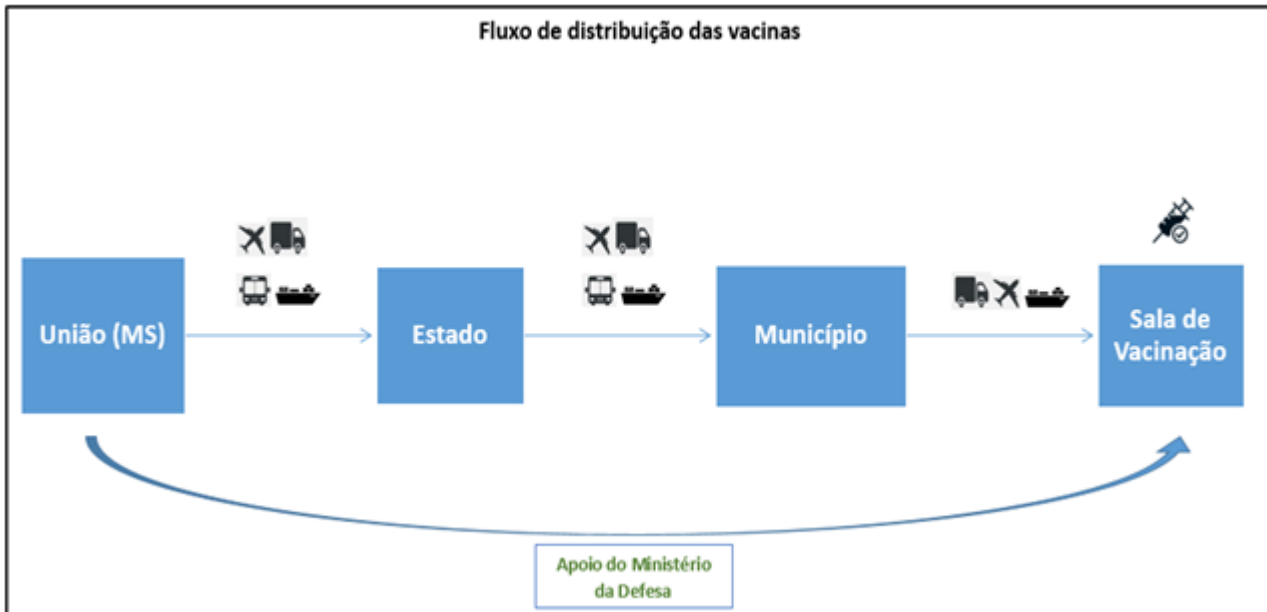 Fluxo de distribuição das vacinas
União (MS)
Estado
Município
Sala de
Vacinação
Apoio do Ministério
da Defesa